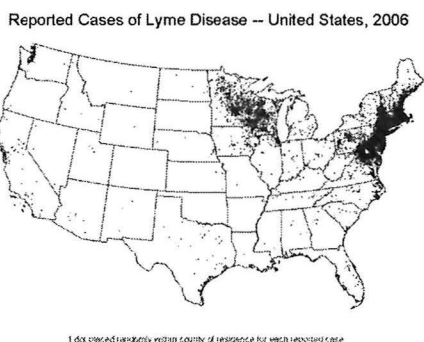 Reported Cases of Lyme Disease -- United States, 2006
1 dot placed randomly within county of residence for each reported case